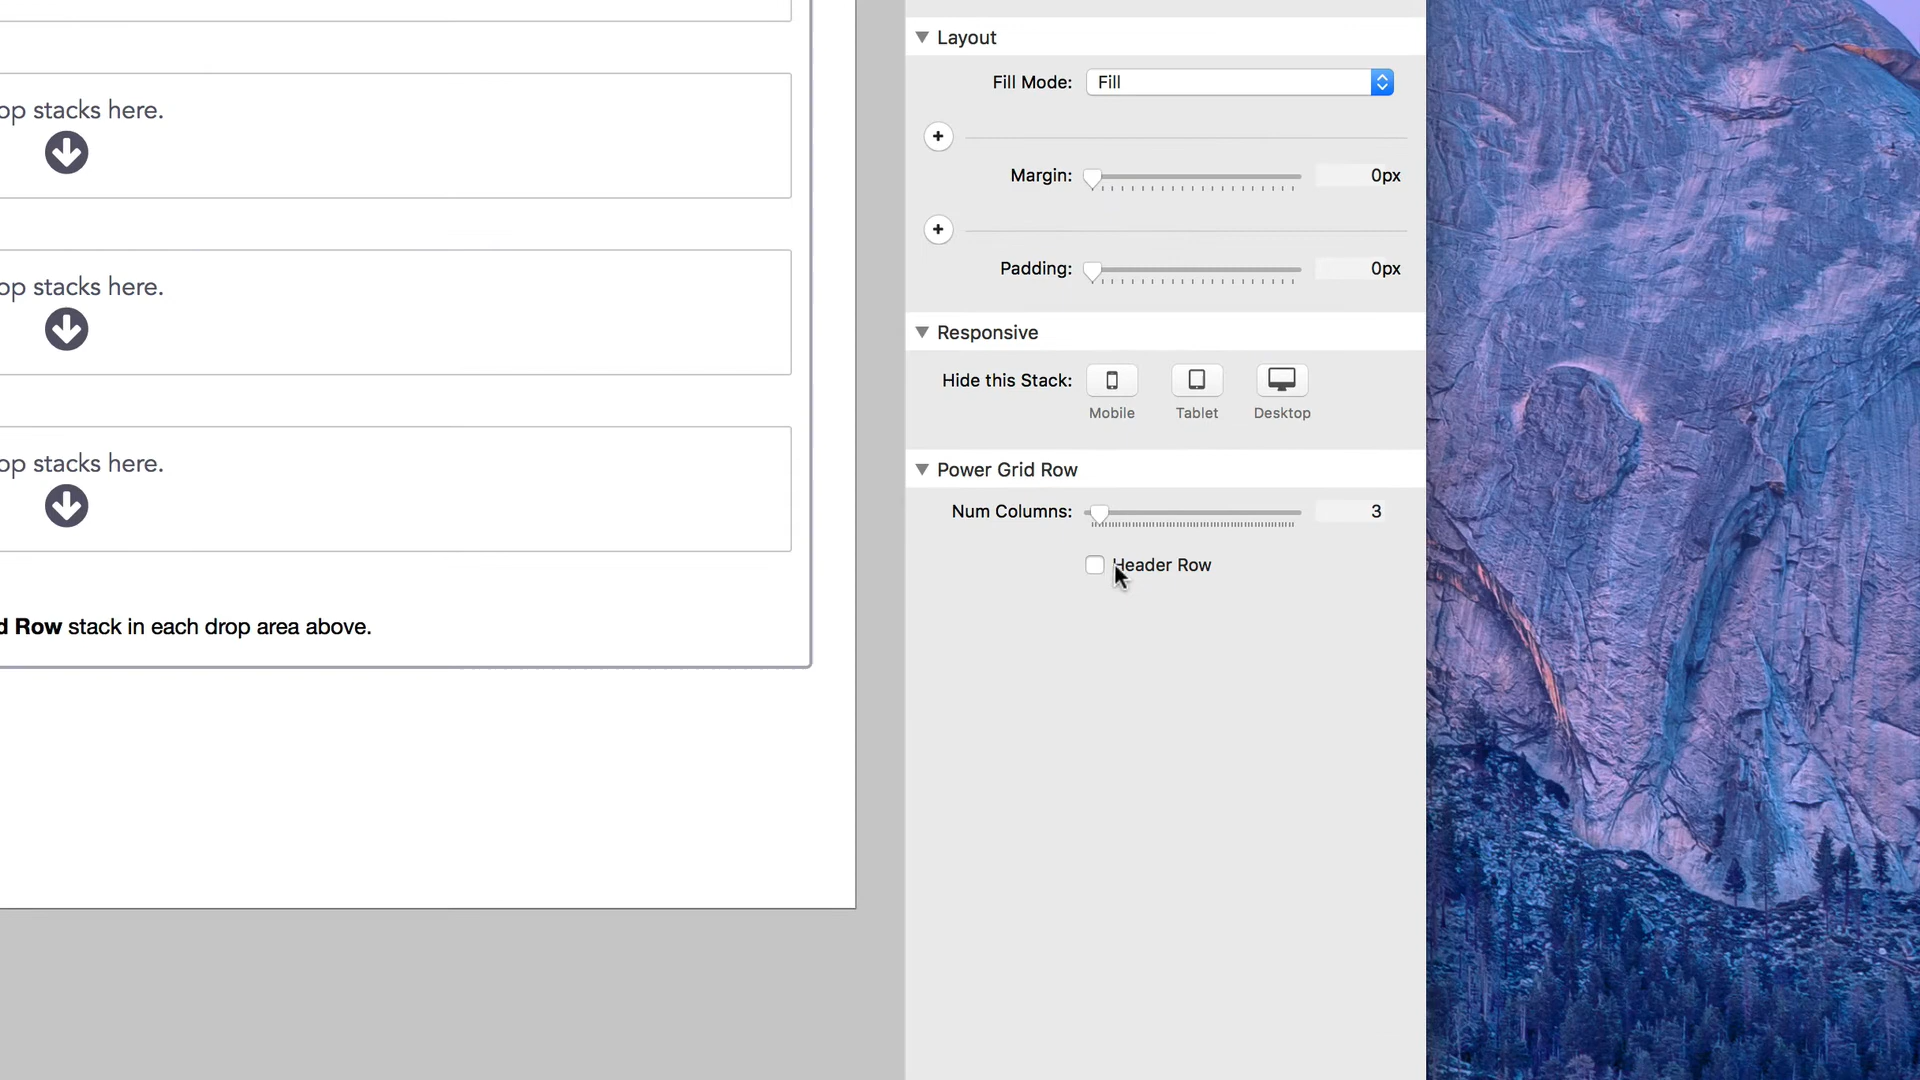 op stacks here.
op stacks here.
op stacks here.
d Row stack in each drop area above.
Layout
Fill Mode: Fill
Margin: 0px
Padding: 0px
Responsive
Hide this Stack:
Mobile Tablet Desktop
Power Grid Row
Num Columns: 3
Header Row